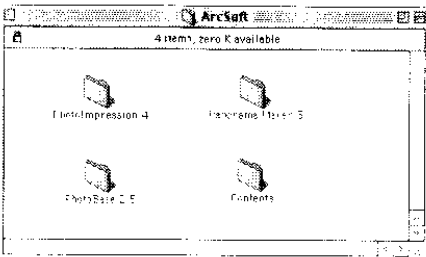 ArcSoft
4 items, zero K available
PhotoImpression 4
Panorama Maker 3
PhotoBase 2.5
Contents